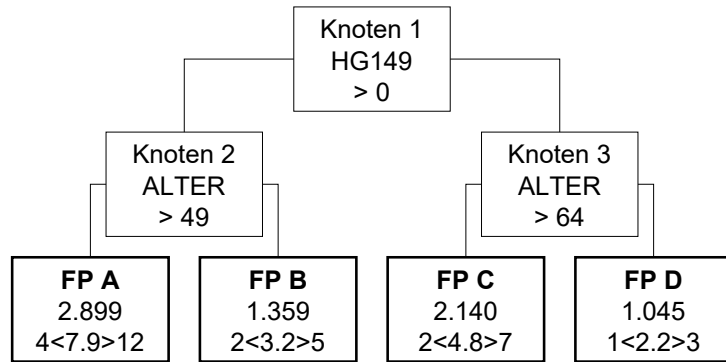 Knoten 1
HG149
> 0
Knoten 2
ALTER
> 49
Knoten 3
ALTER
> 64
FP A
2.899
4<7.9>12
FP B
1.359
2<3.2>5
FP C
2.140
2<4.8>7
FP D
1.045
1<2.2>3